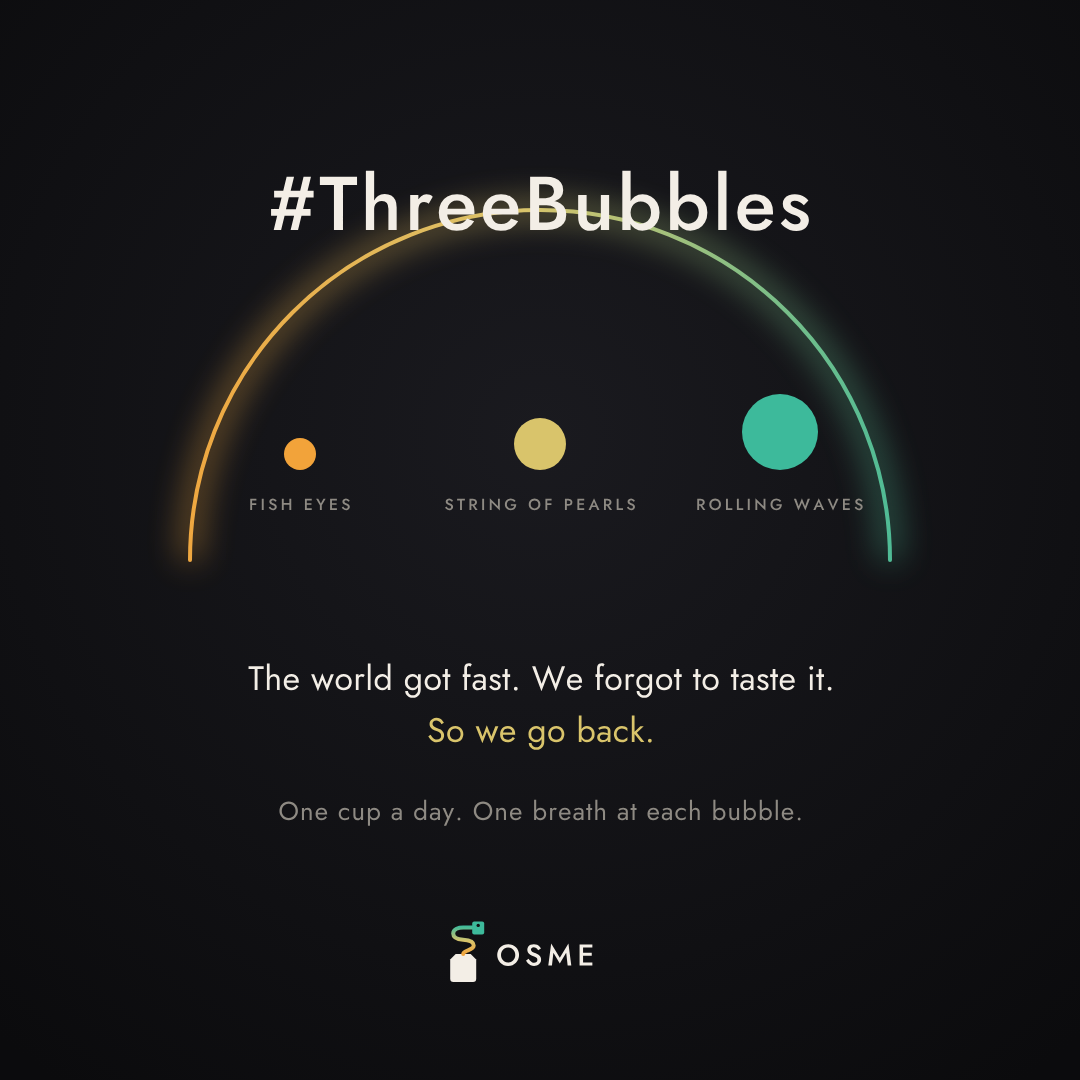 #ThreeBubbles
FISH EYES
STRING OF PEARLS
ROLLING WAVES
The world got fast. We forgot to taste it.
So we go back.
One cup a day. One breath at each bubble.
OSME